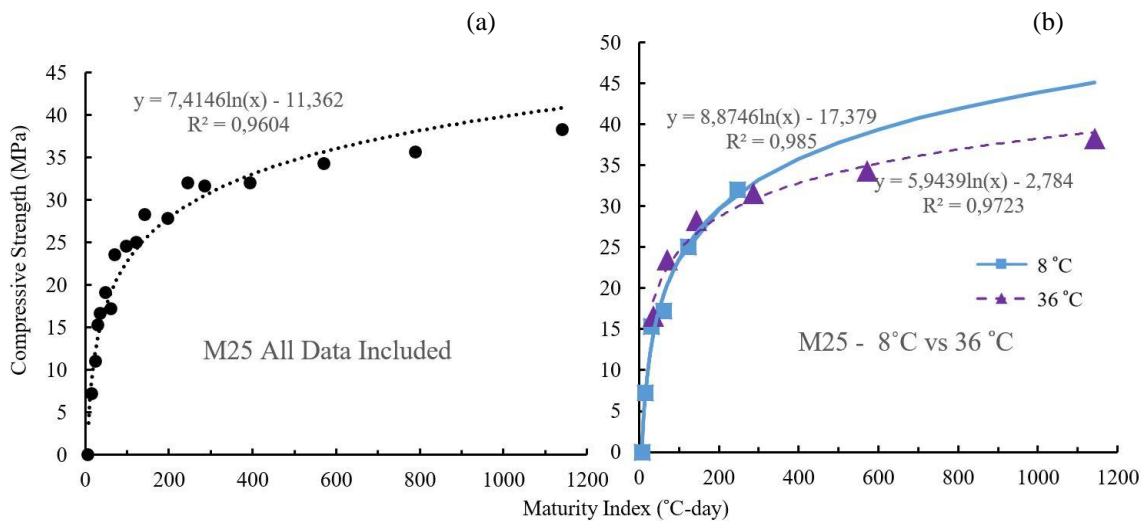 (a)
Compressive Strength (MPa)
45
40
35
30
25
20
15
10
5
0
y = 7,4146ln(x) - 11,362
R² = 0,9604
M25 All Data Included
0 200 400 600 800 1000 1200
(b)
50
45
40
35
30
25
20
15
10
5
0
y = 8,8746ln(x) - 17,379
R² = 0,985
y = 5,9439ln(x) - 2,784
R² = 0,9723
8 ˚C
36 ˚C
M25 - 8˚C vs 36 ˚C
0 200 400 600 800 1000 1200
Maturity Index (˚C-day)